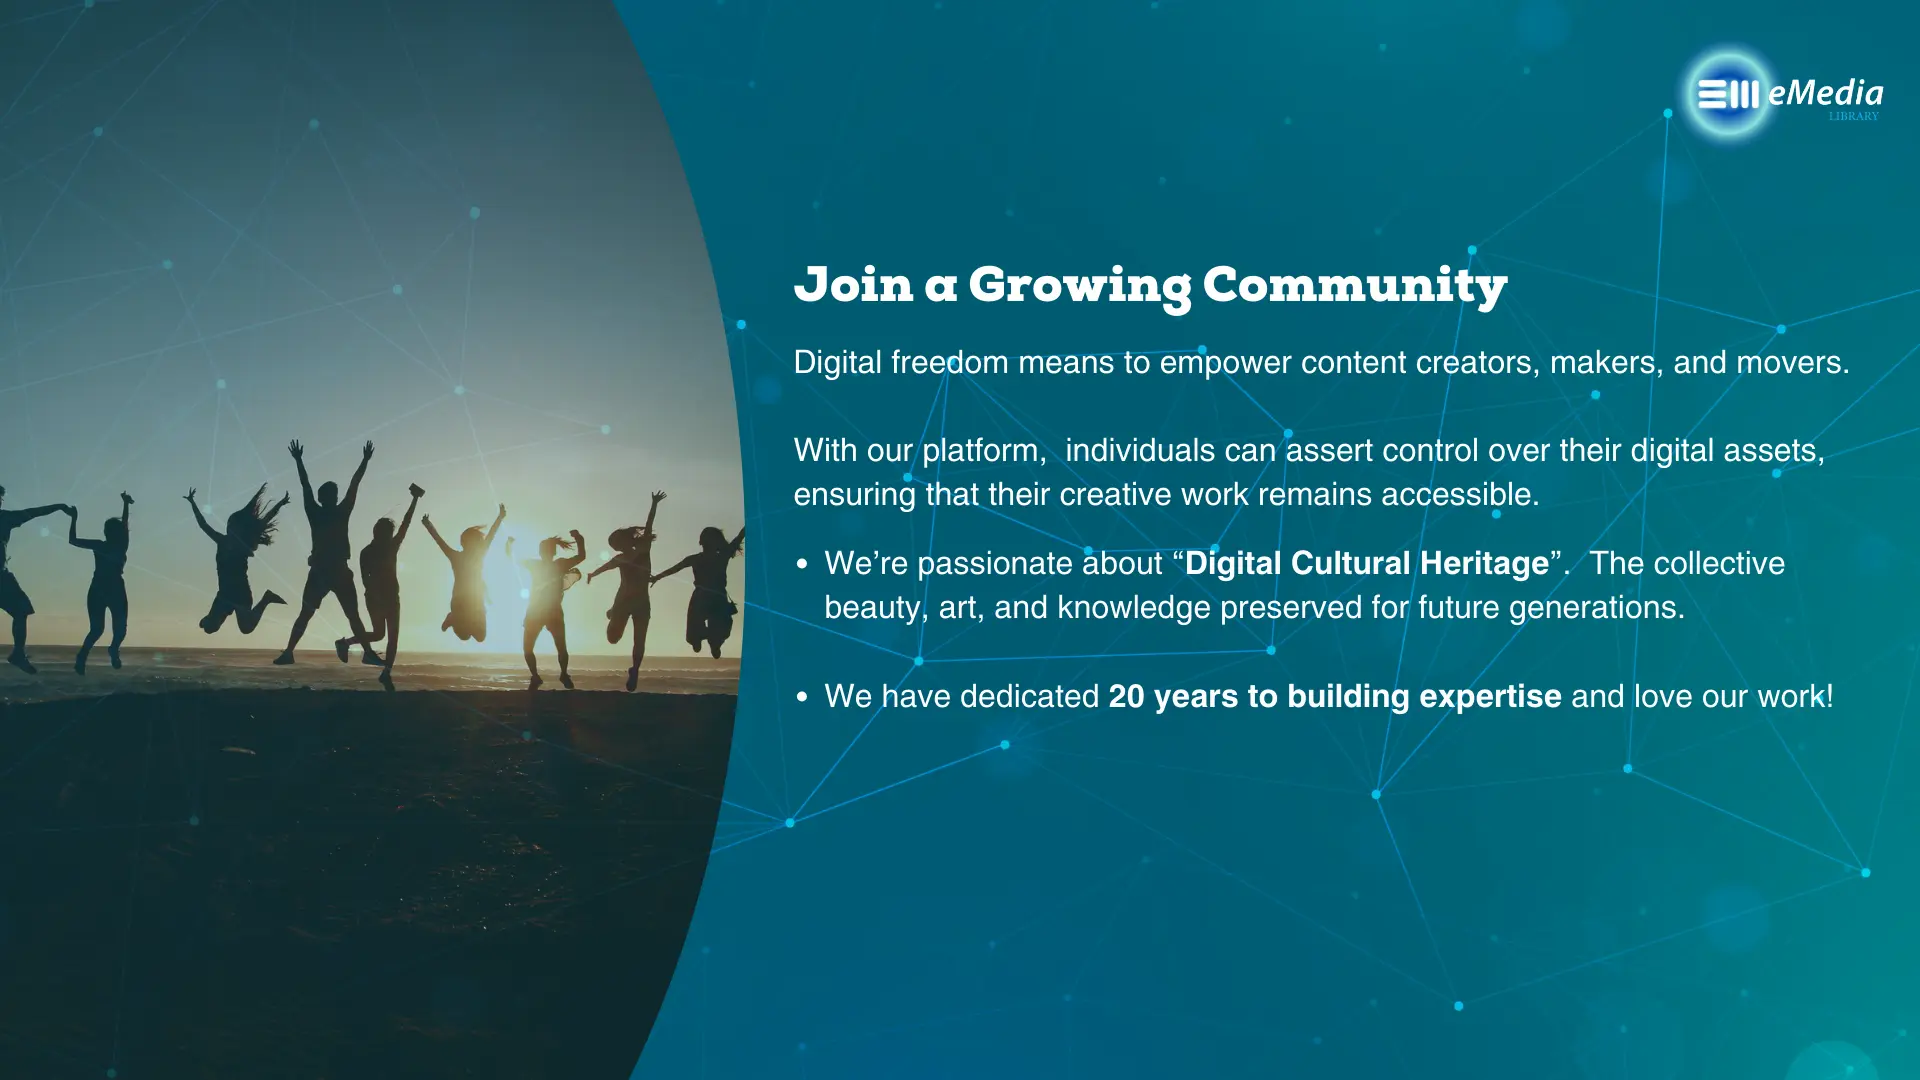 eMedia
LIBRARY
Join a Growing Community
Digital freedom means to empower content creators, makers, and movers.
With our platform,  individuals can assert control over their digital assets,
ensuring that their creative work remains accessible.
• We’re passionate about “Digital Cultural Heritage”.  The collective
beauty, art, and knowledge preserved for future generations.
• We have dedicated 20 years to building expertise and love our work!